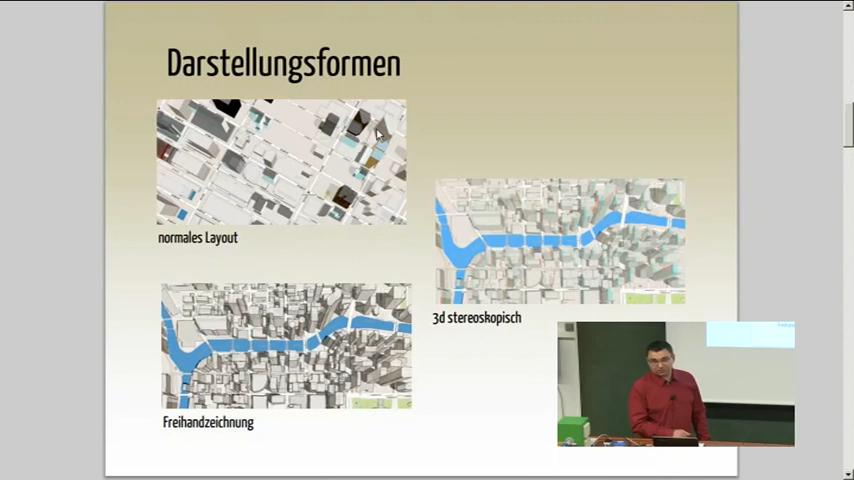 Darstellungsformen
normales Layout
3d stereoskopisch
Freihandzeichnung